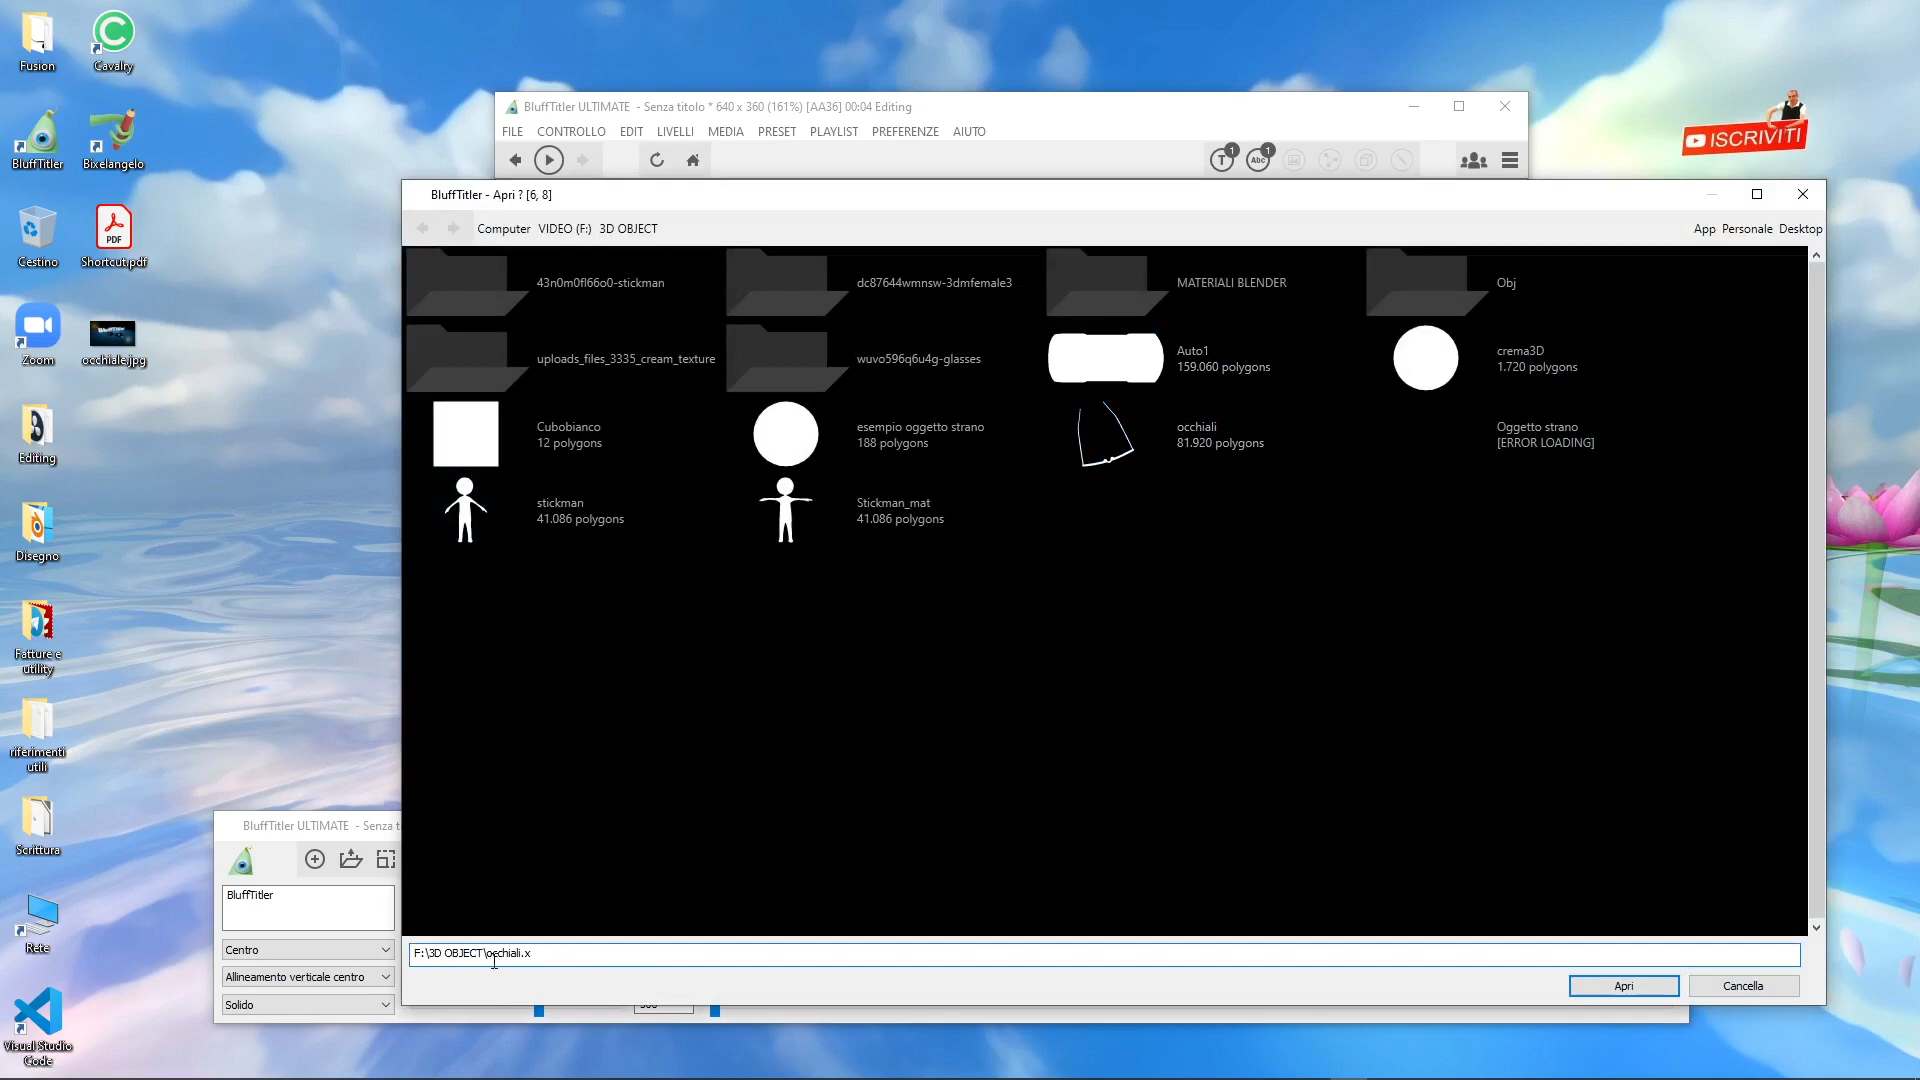 Fusion
Cavalry
BluffTitler
Bixelangelo
Cestino
Shortcut.pdf
Zoom
occhiale.jpg
Editing
Disegno
Fatture e
utility
riferimenti
utili
Scrittura
Rete
Visual Studio
Code
ISCRIVITI
BluffTitler ULTIMATE - Senza titolo * 640 x 360 (161%) [AA36] 00:04 Editing
FILE CONTROLLO EDIT LIVELLI MEDIA PRESET PLAYLIST PREFERENZE AIUTO
T 1 Abc 1
BluffTitler - Apri ? [6, 8]
Computer VIDEO (F:) 3D OBJECT
App Personale Desktop
43n0m0fl66o0-stickman
dc87644wmnsw-3dmfemale3
MATERIALI BLENDER
Obj
uploads_files_3335_cream_texture
wuvo596q6u4g-glasses
Auto1
159.060 polygons
crema3D
1.720 polygons
Cubobianco
12 polygons
esempio oggetto strano
188 polygons
occhiali
81.920 polygons
Oggetto strano
[ERROR LOADING]
stickman
41.086 polygons
Stickman_mat
41.086 polygons
F:\3D OBJECT\occhiali.x
Apri
Cancella
BluffTitler ULTIMATE - Senza t
BluffTitler
Centro
Allineamento verticale centro
Solido